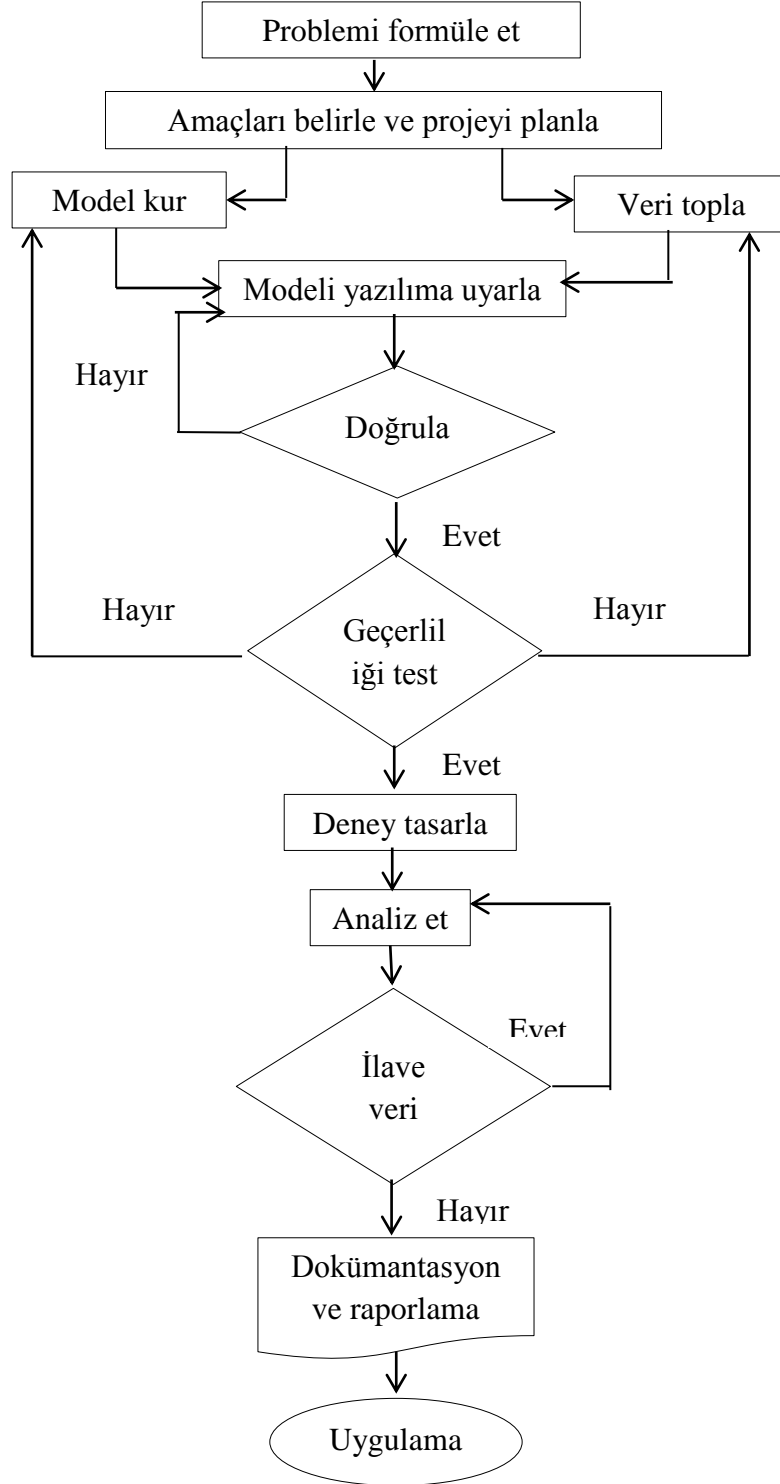 Problemi formüle et
Amaçları belirle ve projeyi planla
Model kur
Veri topla
Modeli yazılıma uyarla
Hayır
Doğrula
Evet
Hayır
Geçerlil
iği test
Hayır
Evet
Deney tasarla
Analiz et
Evet
İlave
veri
Hayır
Dokümantasyon
ve raporlama
Uygulama